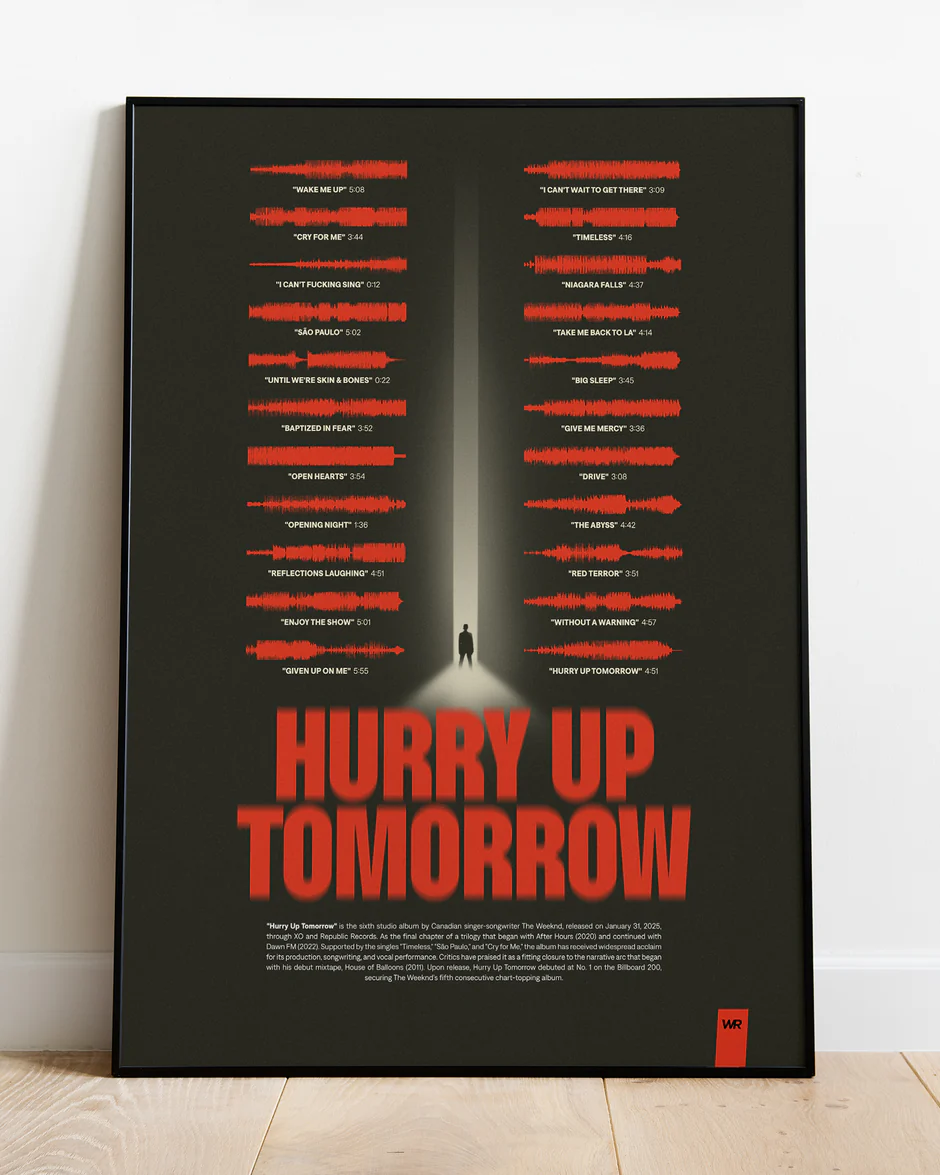 "WAKE ME UP" 5:08
"CRY FOR ME" 3:44
"I CAN'T FUCKING SING" 0:12
"SÃO PAULO" 5:02
"UNTIL WE'RE SKIN & BONES" 0:22
"BAPTIZED IN FEAR" 3:52
"OPEN HEARTS" 3:54
"OPENING NIGHT" 1:36
"REFLECTIONS LAUGHING" 4:51
"ENJOY THE SHOW" 5:01
"GIVEN UP ON ME" 5:55
"I CAN'T WAIT TO GET THERE" 3:09
"TIMELESS" 4:16
"NIAGARA FALLS" 4:37
"TAKE ME BACK TO LA" 4:14
"BIG SLEEP" 3:45
"GIVE ME MERCY" 3:36
"DRIVE" 3:08
"THE ABYSS" 4:42
"RED TERROR" 3:51
"WITHOUT A WARNING" 4:57
"HURRY UP TOMORROW" 4:51
HURRY UP
TOMORROW
"Hurry Up Tomorrow" is the sixth studio album by Canadian singer-songwriter The Weeknd, released on January 31, 2025,
through XO and Republic Records. As the final chapter of a trilogy that began with After Hours (2020) and continued with
Dawn FM (2022). Supported by the singles "Timeless," "São Paulo," and "Cry for Me," the album has received widespread acclaim
for its production, songwriting, and vocal performance. Critics have praised it as a fitting closure to the narrative arc that began
with his debut mixtape, House of Balloons (2011). Upon release, Hurry Up Tomorrow debuted at No. 1 on the Billboard 200,
securing The Weeknd's fifth consecutive chart-topping album.
WR